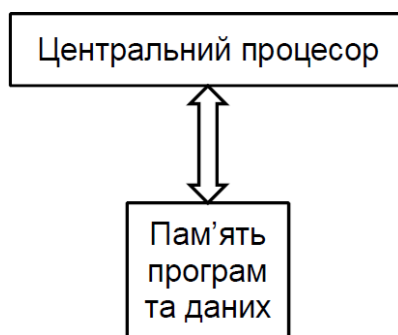 Центральний процесор
Пам’ять
програм
та даних